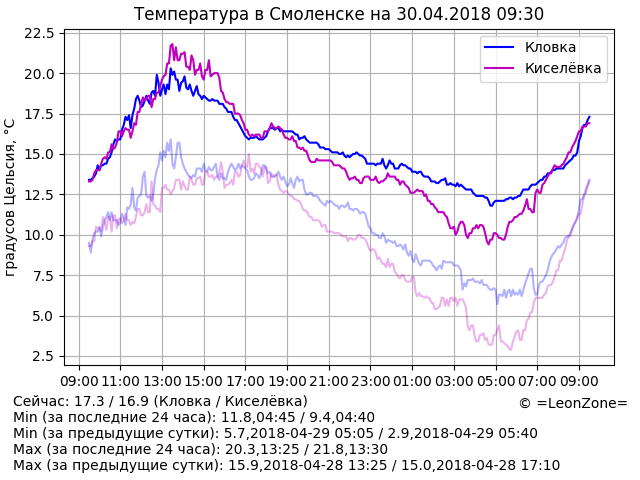 Температура в Смоленске на 30.04.2018 09:30
Кловка
Киселёвка
градусов Цельсия, °C
22.5
20.0
17.5
15.0
12.5
10.0
7.5
5.0
2.5
09:00 11:00 13:00 15:00 17:00 19:00 21:00 23:00 01:00 03:00 05:00 07:00 09:00
Сейчас: 17.3 / 16.9 (Кловка / Киселёвка)
© =LeonZone=
Min (за последние 24 часа): 11.8,04:45 / 9.4,04:40
Min (за предыдущие сутки): 5.7,2018-04-29 05:05 / 2.9,2018-04-29 05:40
Max (за последние 24 часа): 20.3,13:25 / 21.8,13:30
Max (за предыдущие сутки): 15.9,2018-04-28 13:25 / 15.0,2018-04-28 17:10